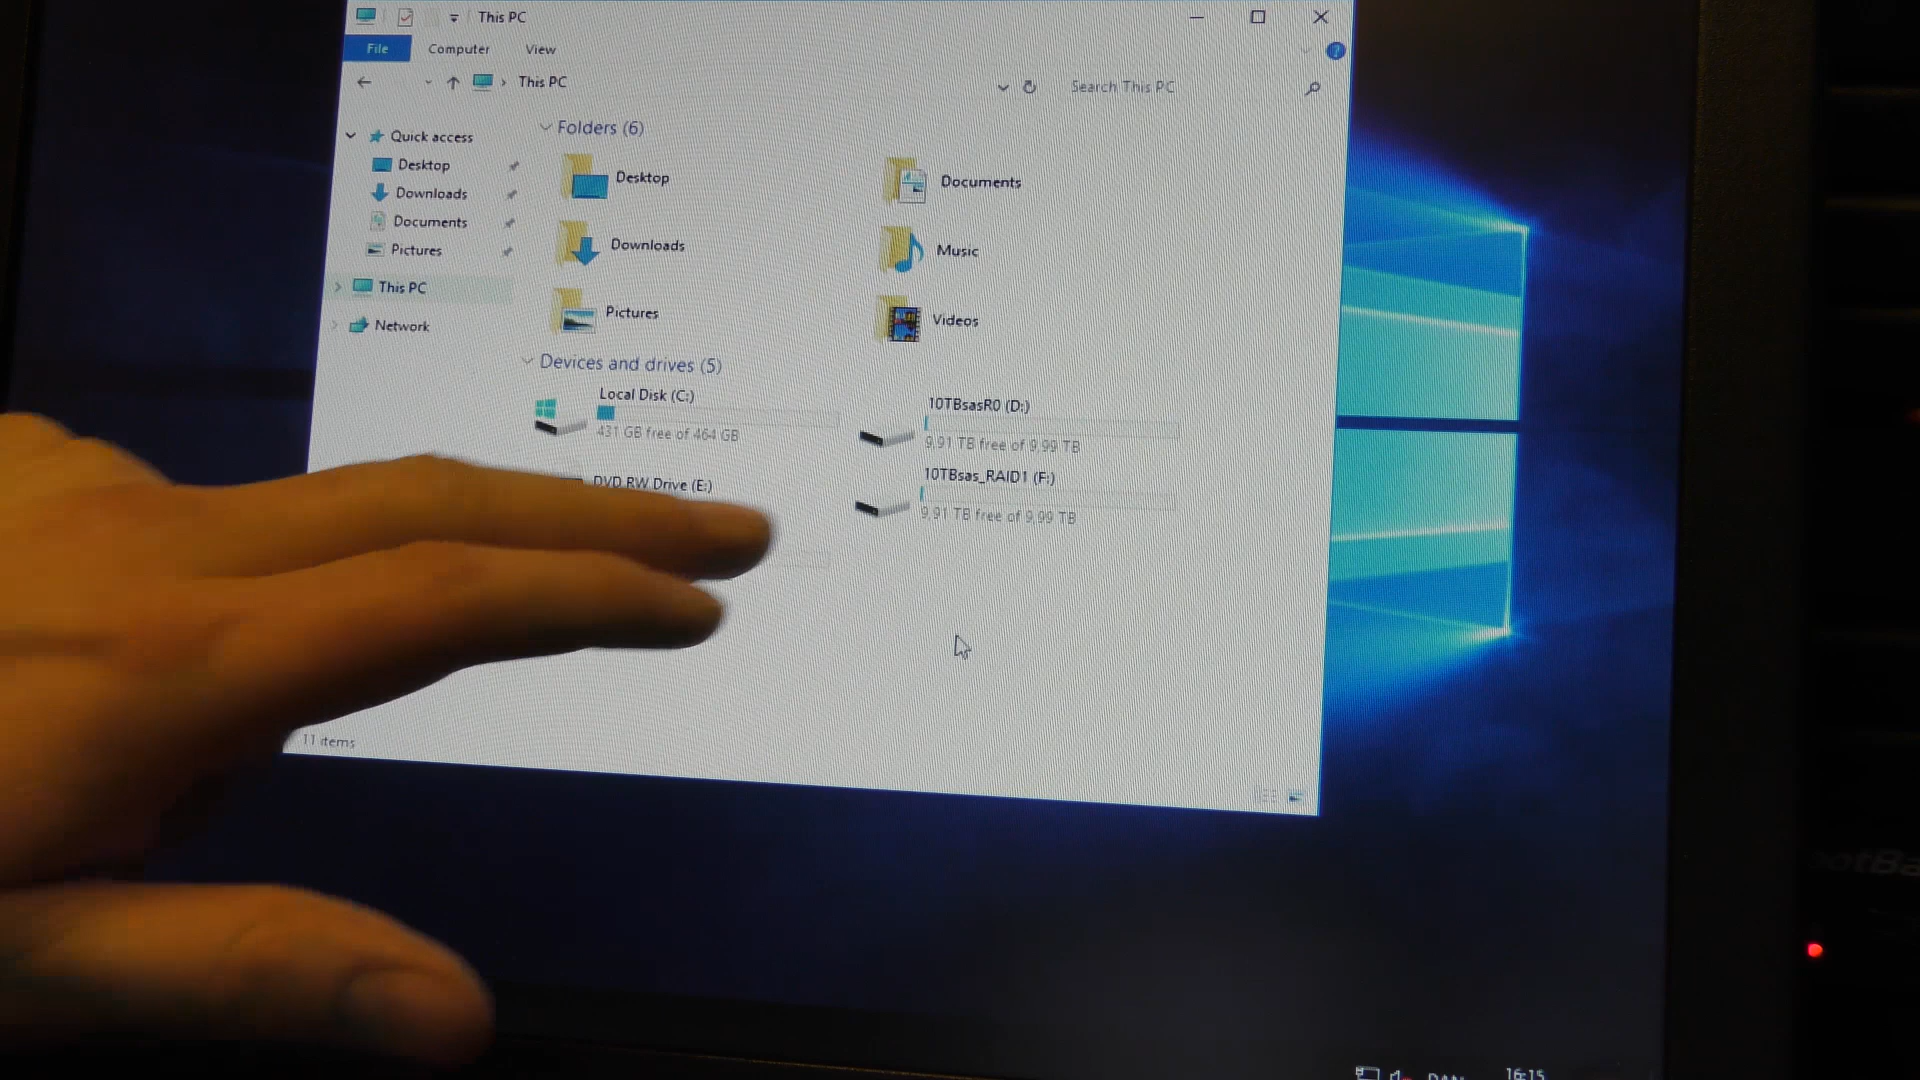 This PC
File Computer View
This PC
Search This PC
Quick access
Desktop
Downloads
Documents
Pictures
This PC
Network
Folders (6)
Desktop
Documents
Downloads
Music
Pictures
Videos
Devices and drives (5)
Local Disk (C:)
431 GB free of 464 GB
10TBsasR0 (D:)
9,91 TB free of 9,99 TB
DVD RW Drive (E:)
10TBsas_RAID1 (F:)
9,91 TB free of 9,99 TB
11 items
16:15